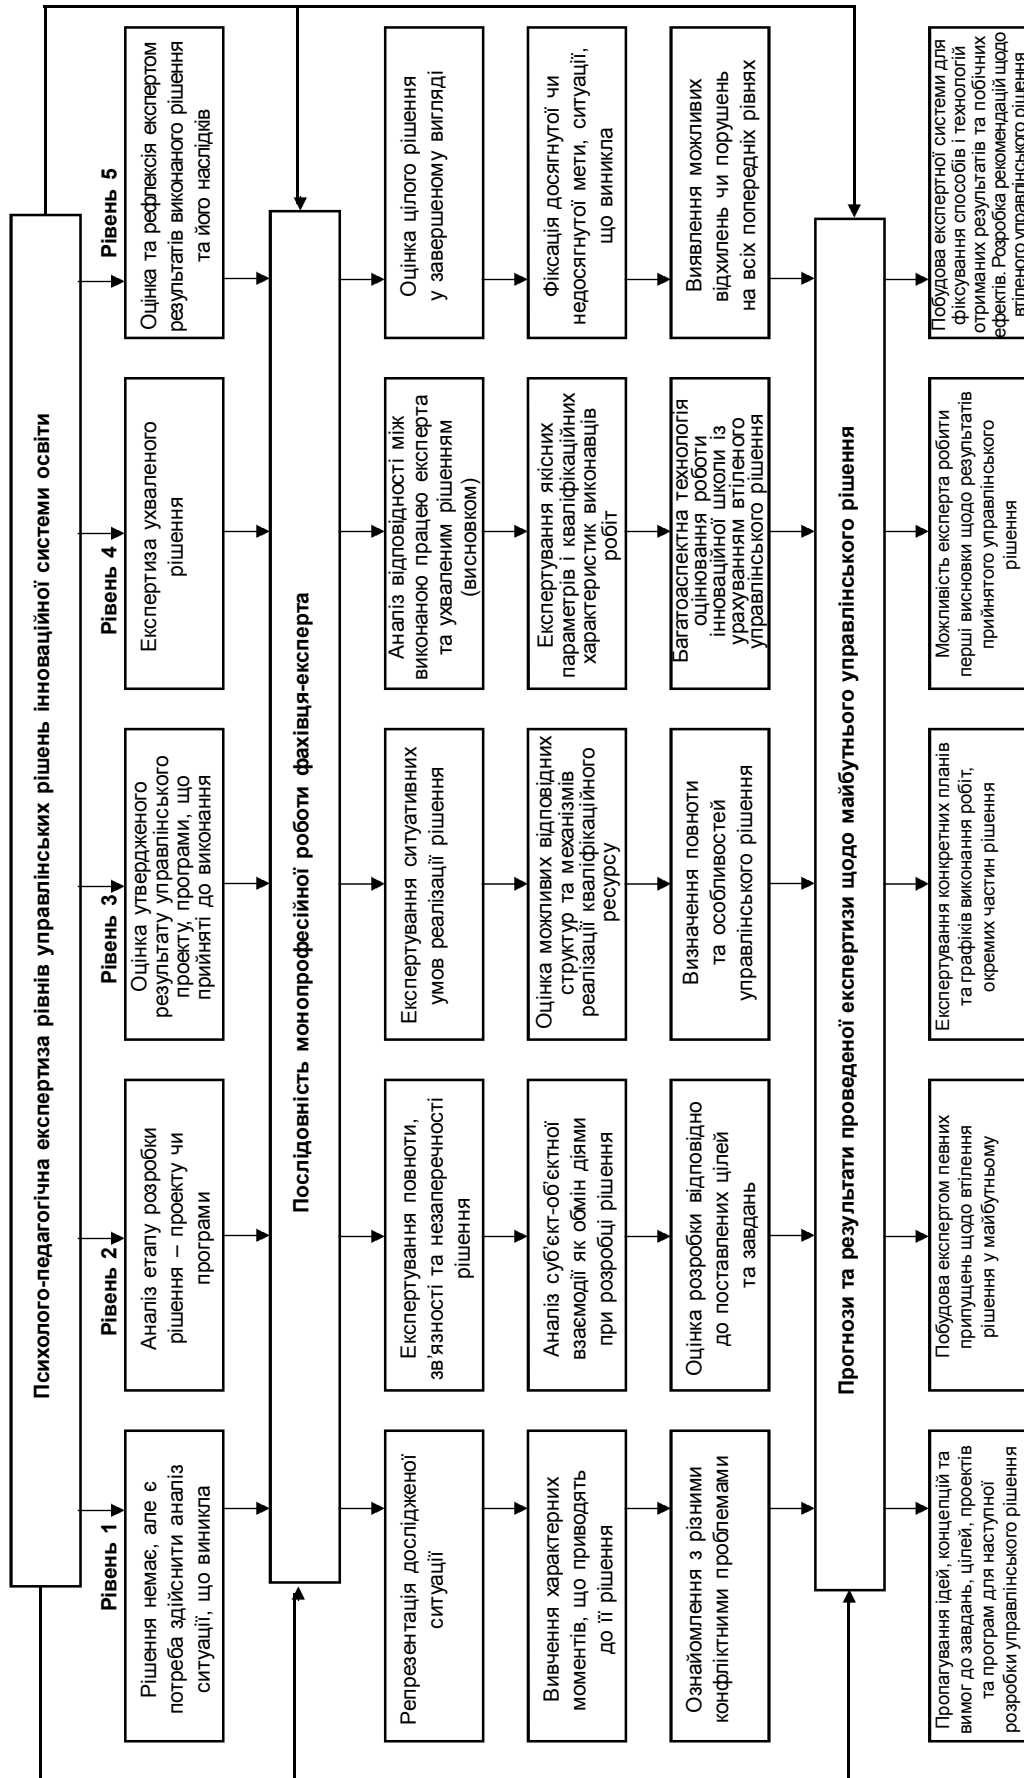 Психолого-педагогічна експертиза рівнів управлінських рішень інноваційної системи освіти
Рівень 1
Рівень 2
Рівень 3
Рівень 4
Рівень 5
Рішення немає, але є
потреба здійснити аналіз
ситуації, що виникла
Аналіз етапу розробки
рішення – проекту чи
програми
Оцінка утвердженого
результату управлінського
проекту, програми, що
прийняті до виконання
Експертиза ухваленого
рішення
Оцінка та рефлексія експертом
результатів виконаного рішення
та його наслідків
Послідовність монопрофесійної роботи фахівця-експерта
Репрезентація дослідженої
ситуації
Експертування повноти,
зв’язності та незаперечності
рішення
Експертування ситуативних
умов реалізації рішення
Аналіз відповідності між
виконаною працею експерта
та ухваленим рішенням
(висновком)
Оцінка цілого рішення
у завершеному вигляді
Вивчення характерних
моментів, що приводять
до її рішення
Аналіз суб’єкт-об’єктної
взаємодії як обмін діями
при розробці рішення
Оцінка можливих відповідних
структур та механізмів
реалізації кваліфікаційного
ресурсу
Експертування якісних
параметрів і кваліфікаційних
характеристик виконавців
робіт
Фіксація досягнутої чи
недосягнутої мети, ситуації,
що виникла
Ознайомлення з різними
конфліктними проблемами
Оцінка розробки відповідно
до поставлених цілей
та завдань
Визначення повноти
та особливостей
управлінського рішення
Багатоаспектна технологія
оцінювання роботи
інноваційної школи із
урахуванням втіленого
управлінського рішення
Виявлення можливих
відхилень чи порушень
на всіх попередніх рівнях
Прогнози та результати проведеної експертизи щодо майбутнього управлінського рішення
Пропагування ідей, концепцій та
вимог до завдань, цілей, проектів
та програм для наступної
розробки управлінського рішення
Побудова експертом певних
припущень щодо втілення
рішення у майбутньому
Експертування конкретних планів
та графіків виконання робіт,
окремих частин рішення
Можливість експерта робити
перші висновки щодо результатів
прийнятого управлінського
рішення
Побудова експертної системи для
фіксування способів і технологій
отриманих результатів та побічних
ефектів. Розробка рекомендацій щодо
втіленого управлінського рішення